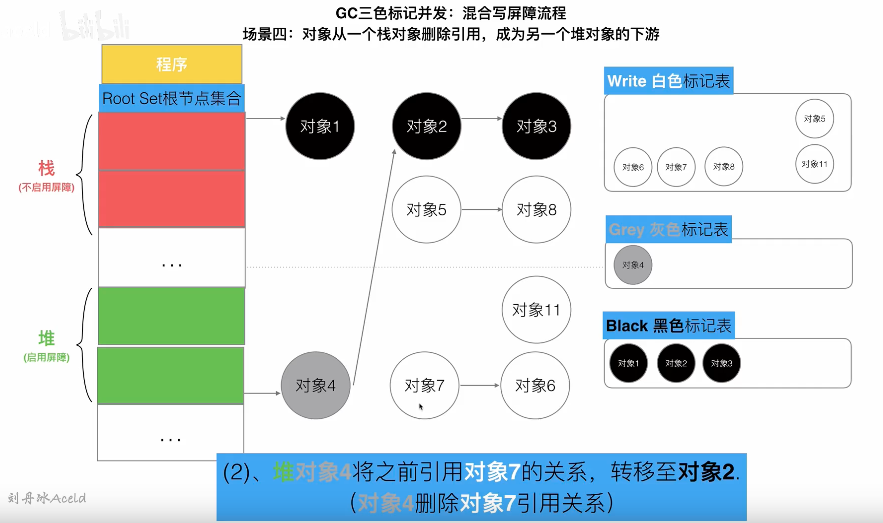 bilibili
GC三色标记并发：混合写屏障流程
场景四：对象从一个栈对象删除引用，成为另一个堆对象的下游
程序
Root Set根节点集合
栈
(不启用屏障)
...
堆
(启用屏障)
...
对象1
对象2
对象3
对象5
对象8
对象11
对象4
对象7
对象6
Write 白色标记表
对象5
对象6
对象7
对象8
对象11
Grey 灰色标记表
对象4
Black 黑色标记表
对象1
对象2
对象3
(2)、堆对象4将之前引用对象7的关系，转移至对象2.
（对象4删除对象7引用关系）
刘丹冰Aceld